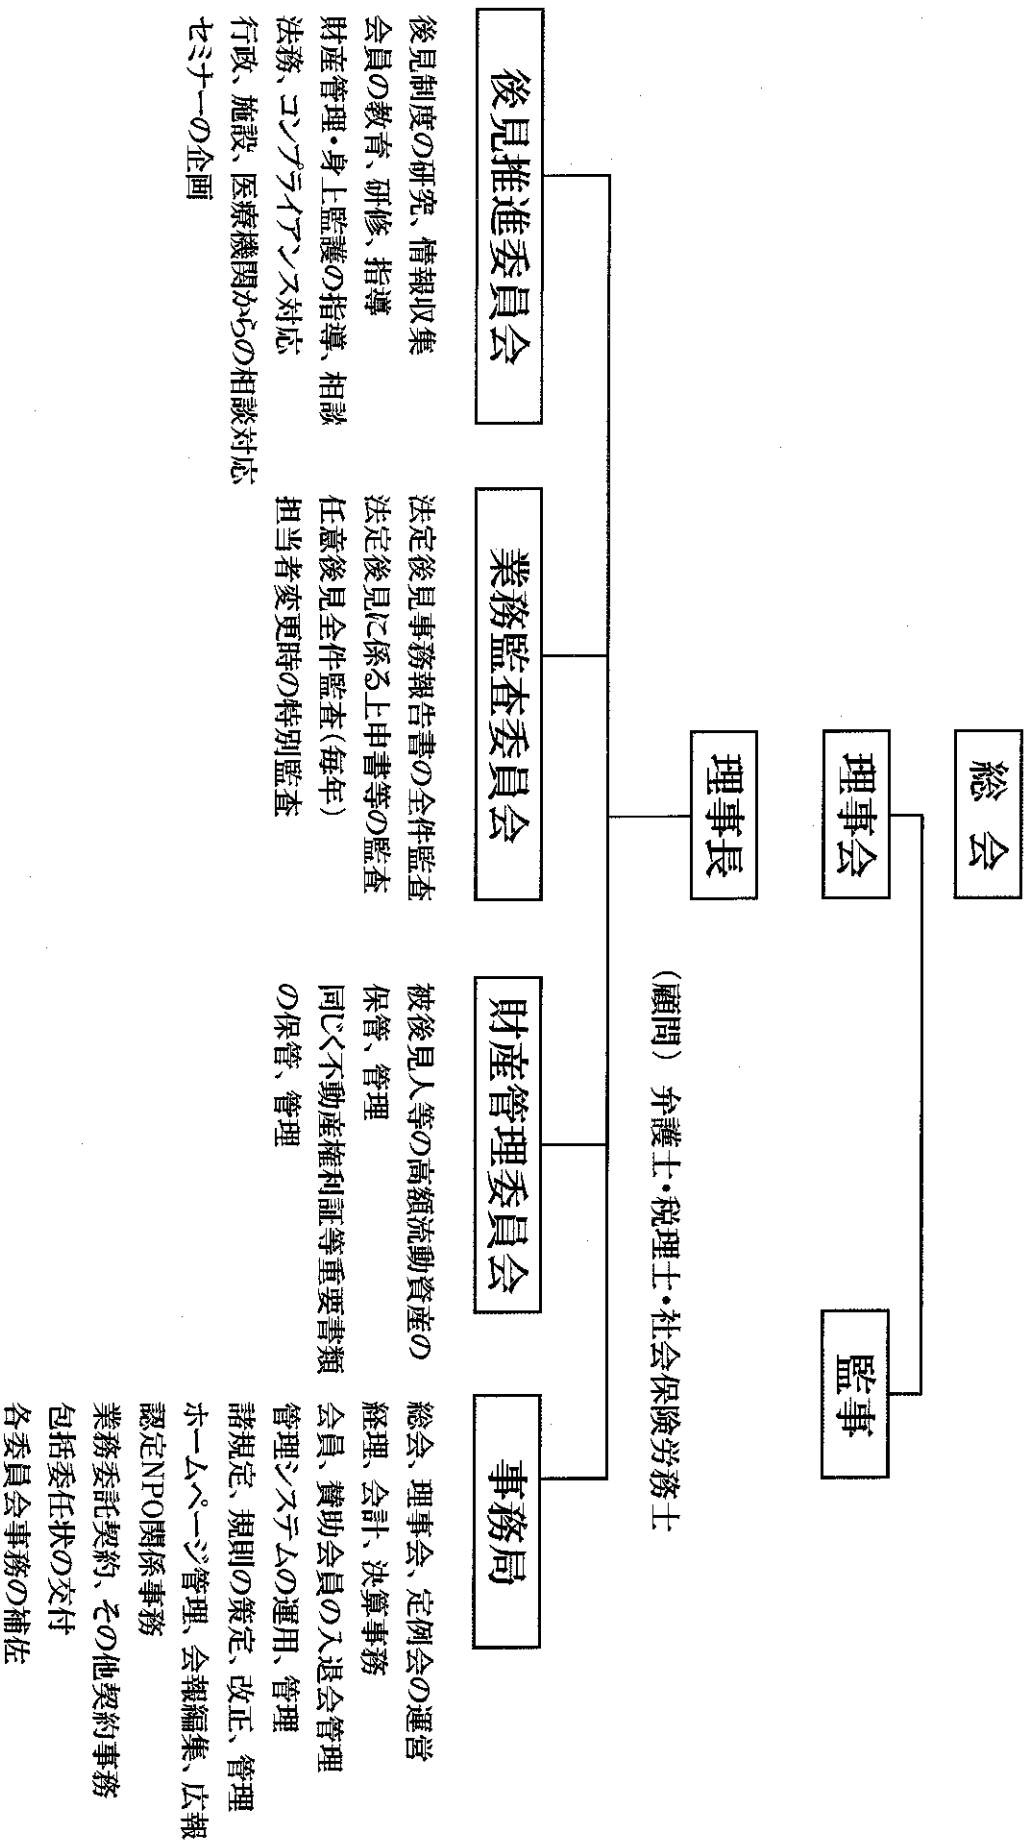 総 会
理事会
監事
理事長
（顧問） 弁護士・税理士・社会保険労務士
後見推進委員会
後見制度の研究、情報収集
会員の教育、研修、指導
財産管理・身上監護の指導、相談
法務、コンプライアンス対応
行政、施設、医療機関からの相談対応
セミナーの企画
業務監査委員会
法定後見事務報告書の全件監査
法定後見に係る上申書等の監査
任意後見全件監査（毎年）
担当者変更時の特別監査
財産管理委員会
被後見人等の高額流動資産の
保管、管理
同じく不動産権利証等重要書類
の保管、管理
事務局
総会、理事会、定例会の運営
経理、会計、決算事務
会員、賛助会員の入退会管理
管理システムの運用、管理
諸規定、規則の策定、改正、管理
ホームページ管理、会報編集、広報
認定NPO関係事務
業務委託契約、その他契約事務
包括委任状の交付
各委員会事務の補佐